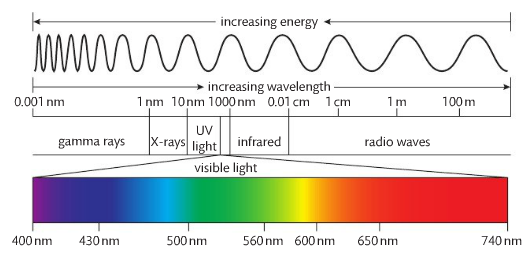 increasing energy
increasing wavelength
0.001 nm 1 nm 10 nm 1000 nm 0.01 cm 1 cm 1 m 100 m
gamma rays X-rays UV light infrared radio waves
visible light
400 nm 430 nm 500 nm 560 nm 600 nm 650 nm 740 nm